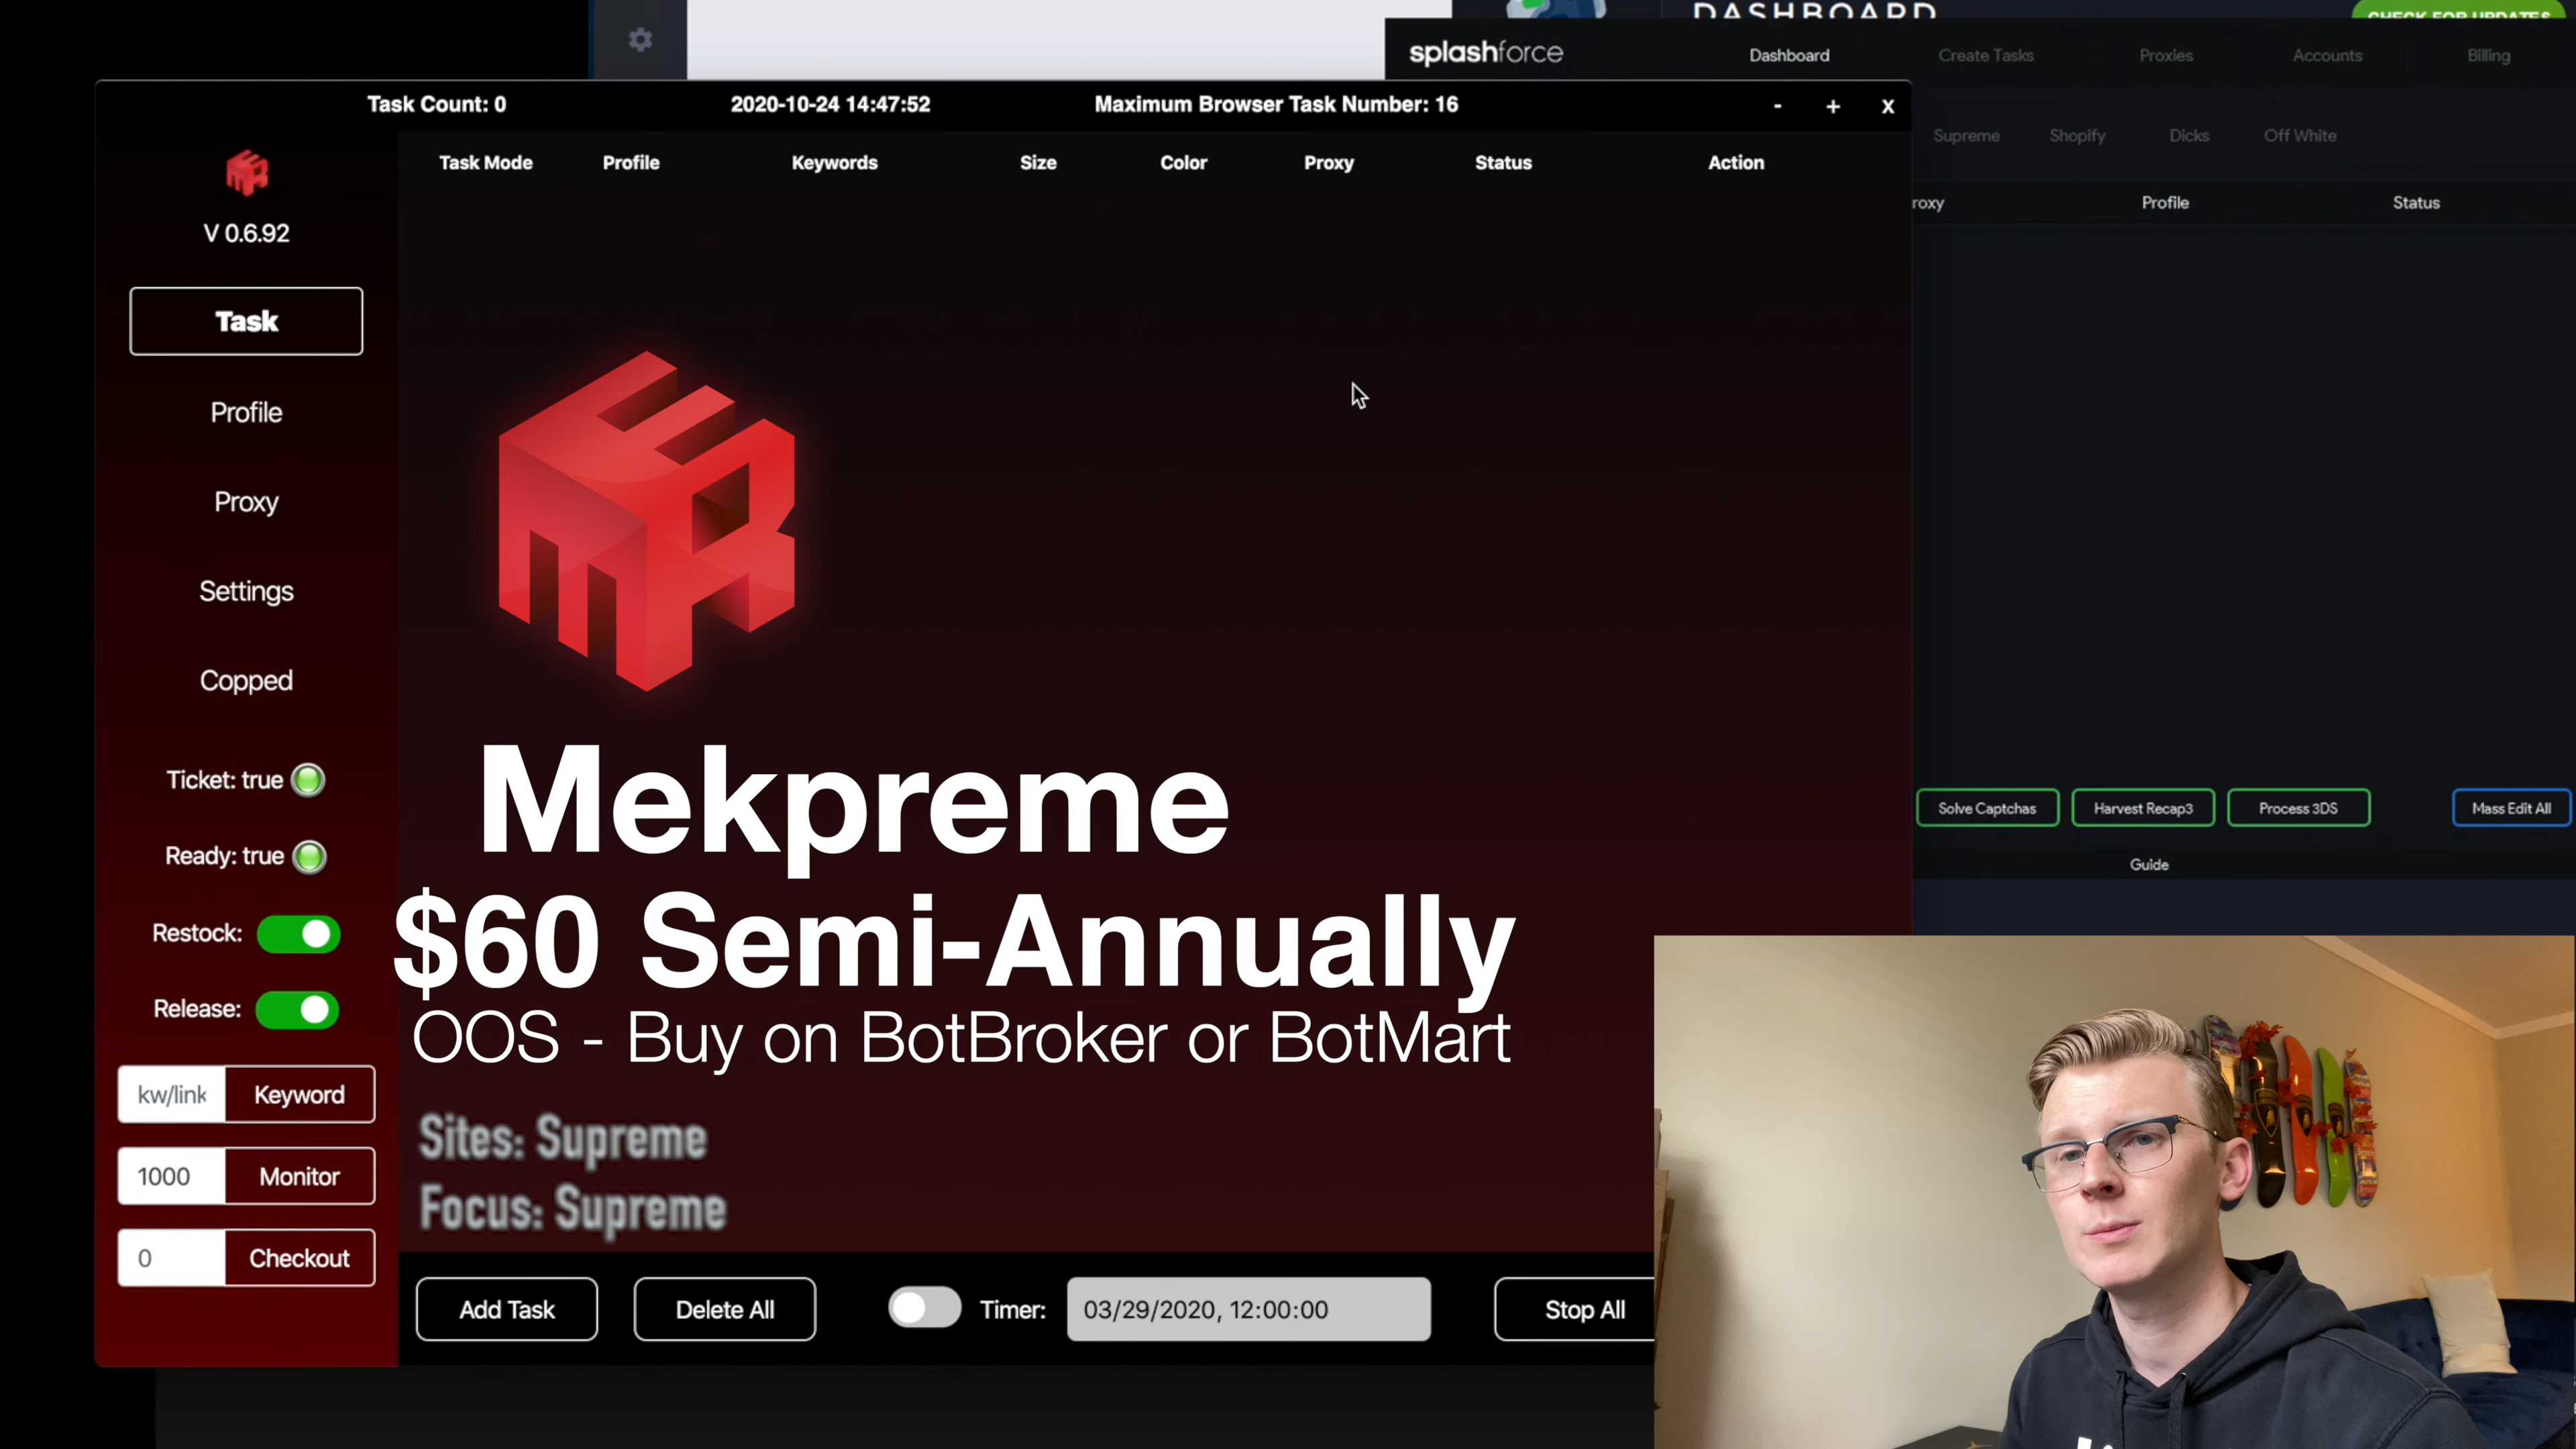 DASHBOARD
CHECK FOR UPDATES
splashforce
Dashboard
Create Tasks
Proxies
Accounts
Billing
Supreme
Shopify
Dicks
Off White
roxy
Profile
Status
Solve Captchas
Harvest Recap3
Process 3DS
Mass Edit All
Guide
Task Count: 0
2020-10-24 14:47:52
Maximum Browser Task Number: 16
- + x
Task Mode
Profile
Keywords
Size
Color
Proxy
Status
Action
V 0.6.92
Task
Profile
Proxy
Settings
Copped
Ticket: true
Ready: true
Restock:
Release:
kw/link
Keyword
1000
Monitor
0
Checkout
Mekpreme
$60 Semi-Annually
OOS - Buy on BotBroker or BotMart
Sites: Supreme
Focus: Supreme
Add Task
Delete All
Timer:
03/29/2020, 12:00:00
Stop All